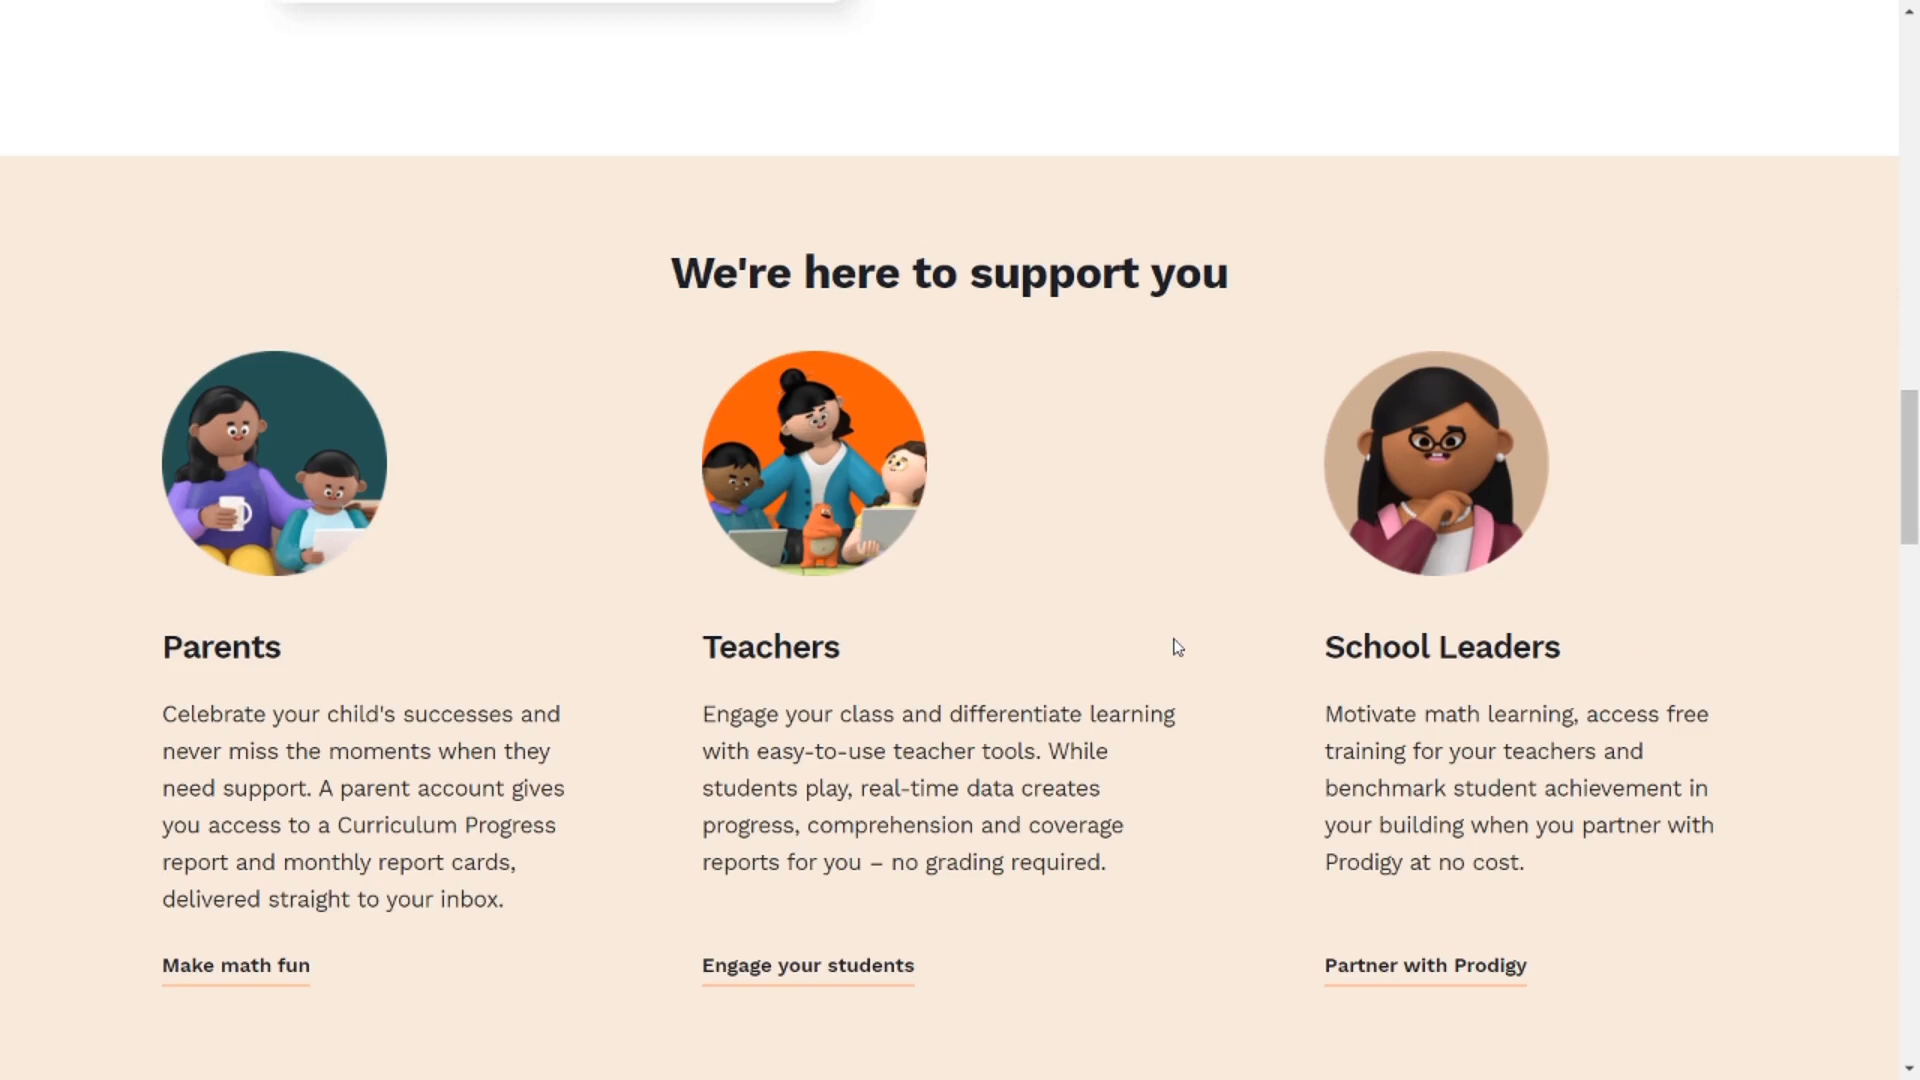 We're here to support you
Parents
Celebrate your child's successes and
never miss the moments when they
need support. A parent account gives
you access to a Curriculum Progress
report and monthly report cards,
delivered straight to your inbox.
Make math fun
Teachers
Engage your class and differentiate learning
with easy-to-use teacher tools. While
students play, real-time data creates
progress, comprehension and coverage
reports for you – no grading required.
Engage your students
School Leaders
Motivate math learning, access free
training for your teachers and
benchmark student achievement in
your building when you partner with
Prodigy at no cost.
Partner with Prodigy